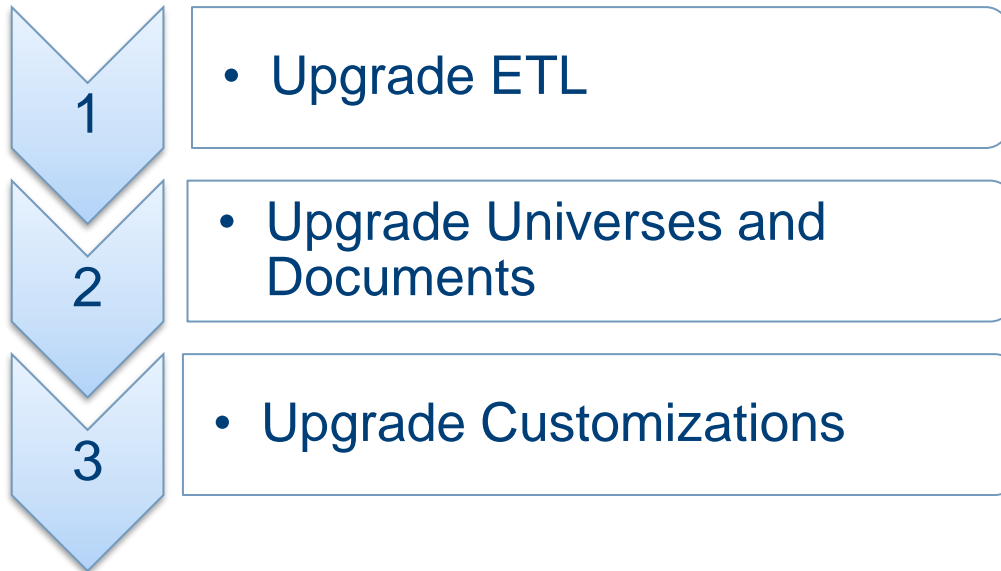 1
• Upgrade ETL
2
• Upgrade Universes and
Documents
3
• Upgrade Customizations